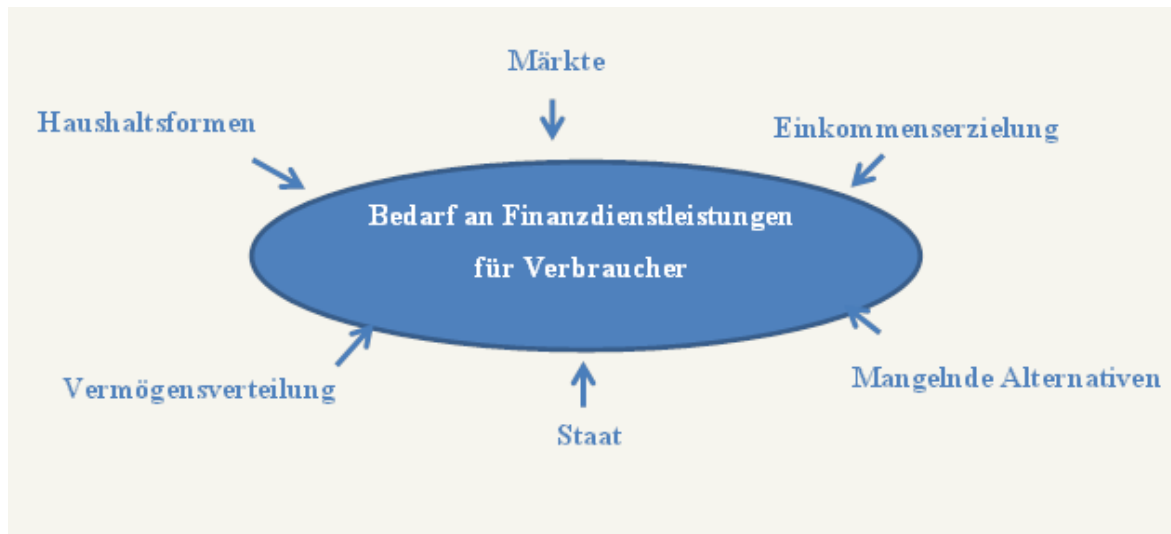 Märkte
Haushaltsformen
Einkommenserzielung
Bedarf an Finanzdienstleistungen
für Verbraucher
Vermögensverteilung
Mangelnde Alternativen
Staat